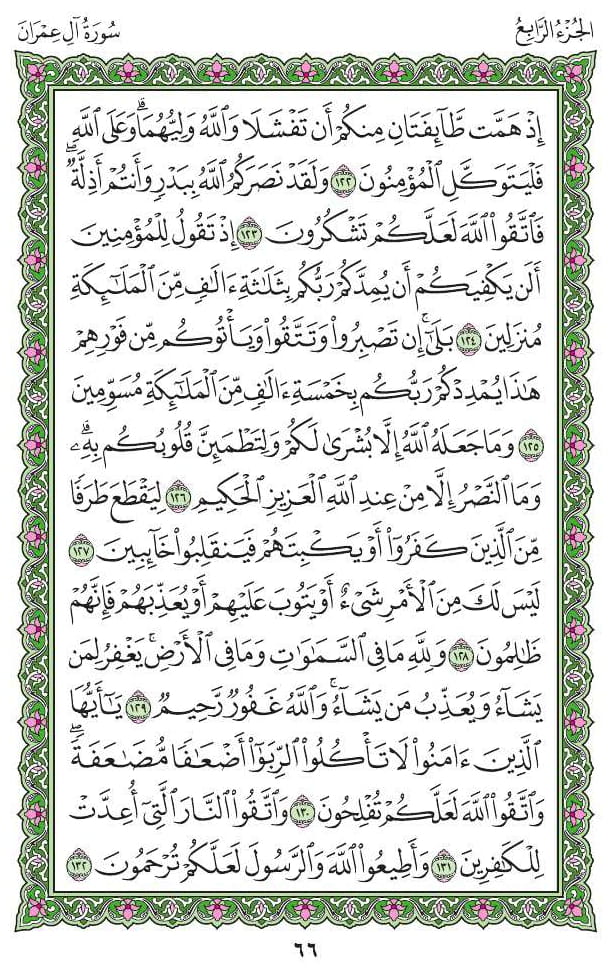 الجُزْءُ الرَّابِعُ
سُورَةُ آلِ عِمْرَانَ
إِذْ هَمَّت طَّآئِفَتَانِ مِنكُمْ أَن تَفْشَلَا وَٱللَّهُ وَلِيُّهُمَا ۗ وَعَلَى ٱللَّهِ
فَلْيَتَوَكَّلِ ٱلْمُؤْمِنُونَ ١٢٢ وَلَقَدْ نَصَرَكُمُ ٱللَّهُ بِبَدْرٍ وَأَنتُمْ أَذِلَّةٌ ۖ
فَٱتَّقُوا۟ ٱللَّهَ لَعَلَّكُمْ تَشْكُرُونَ ١٢٣ إِذْ تَقُولُ لِلْمُؤْمِنِينَ
أَلَن يَكْفِيَكُمْ أَن يُمِدَّكُمْ رَبُّكُم بِثَلَٰثَةِ ءَالَٰفٍ مِّنَ ٱلْمَلَٰٓئِكَةِ
مُنزَلِينَ ١٢٤ بَلَىٰٓ ۚ إِن تَصْبِرُوا۟ وَتَتَّقُوا۟ وَيَأْتُوكُم مِّن فَوْرِهِمْ
هَٰذَا يُمْدِدْكُمْ رَبُّكُم بِخَمْسَةِ ءَالَٰفٍ مِّنَ ٱلْمَلَٰٓئِكَةِ مُسَوِّمِينَ
١٢٥ وَمَا جَعَلَهُ ٱللَّهُ إِلَّا بُشْرَىٰ لَكُمْ وَلِتَطْمَئِنَّ قُلُوبُكُم بِهِۦ ۗ
وَمَا ٱلنَّصْرُ إِلَّا مِنْ عِندِ ٱللَّهِ ٱلْعَزِيزِ ٱلْحَكِيمِ ١٢٦ لِيَقْطَعَ طَرَفًا
مِّنَ ٱلَّذِينَ كَفَرُوٓا۟ أَوْ يَكْبِتَهُمْ فَيَنقَلِبُوا۟ خَآئِبِينَ ١٢٧
لَيْسَ لَكَ مِنَ ٱلْأَمْرِ شَىْءٌ أَوْ يَتُوبَ عَلَيْهِمْ أَوْ يُعَذِّبَهُمْ فَإِنَّهُمْ
ظَٰلِمُونَ ١٢٨ وَلِلَّهِ مَا فِى ٱلسَّمَٰوَٰتِ وَمَا فِى ٱلْأَرْضِ ۚ يَغْفِرُ لِمَن
يَشَآءُ وَيُعَذِّبُ مَن يَشَآءُ ۚ وَٱللَّهُ غَفُورٌ رَّحِيمٌ ١٢٩ يَٰٓأَيُّهَا
ٱلَّذِينَ ءَامَنُوا۟ لَا تَأْكُلُوا۟ ٱلرِّبَوٰٓا۟ أَضْعَٰفًا مُّضَٰعَفَةً ۖ
وَٱتَّقُوا۟ ٱللَّهَ لَعَلَّكُمْ تُفْلِحُونَ ١٣٠ وَٱتَّقُوا۟ ٱلنَّارَ ٱلَّتِىٓ أُعِدَّتْ
لِلْكَٰفِرِينَ ١٣١ وَأَطِيعُوا۟ ٱللَّهَ وَٱلرَّسُولَ لَعَلَّكُمْ تُرْحَمُونَ ١٣٢
٦٦